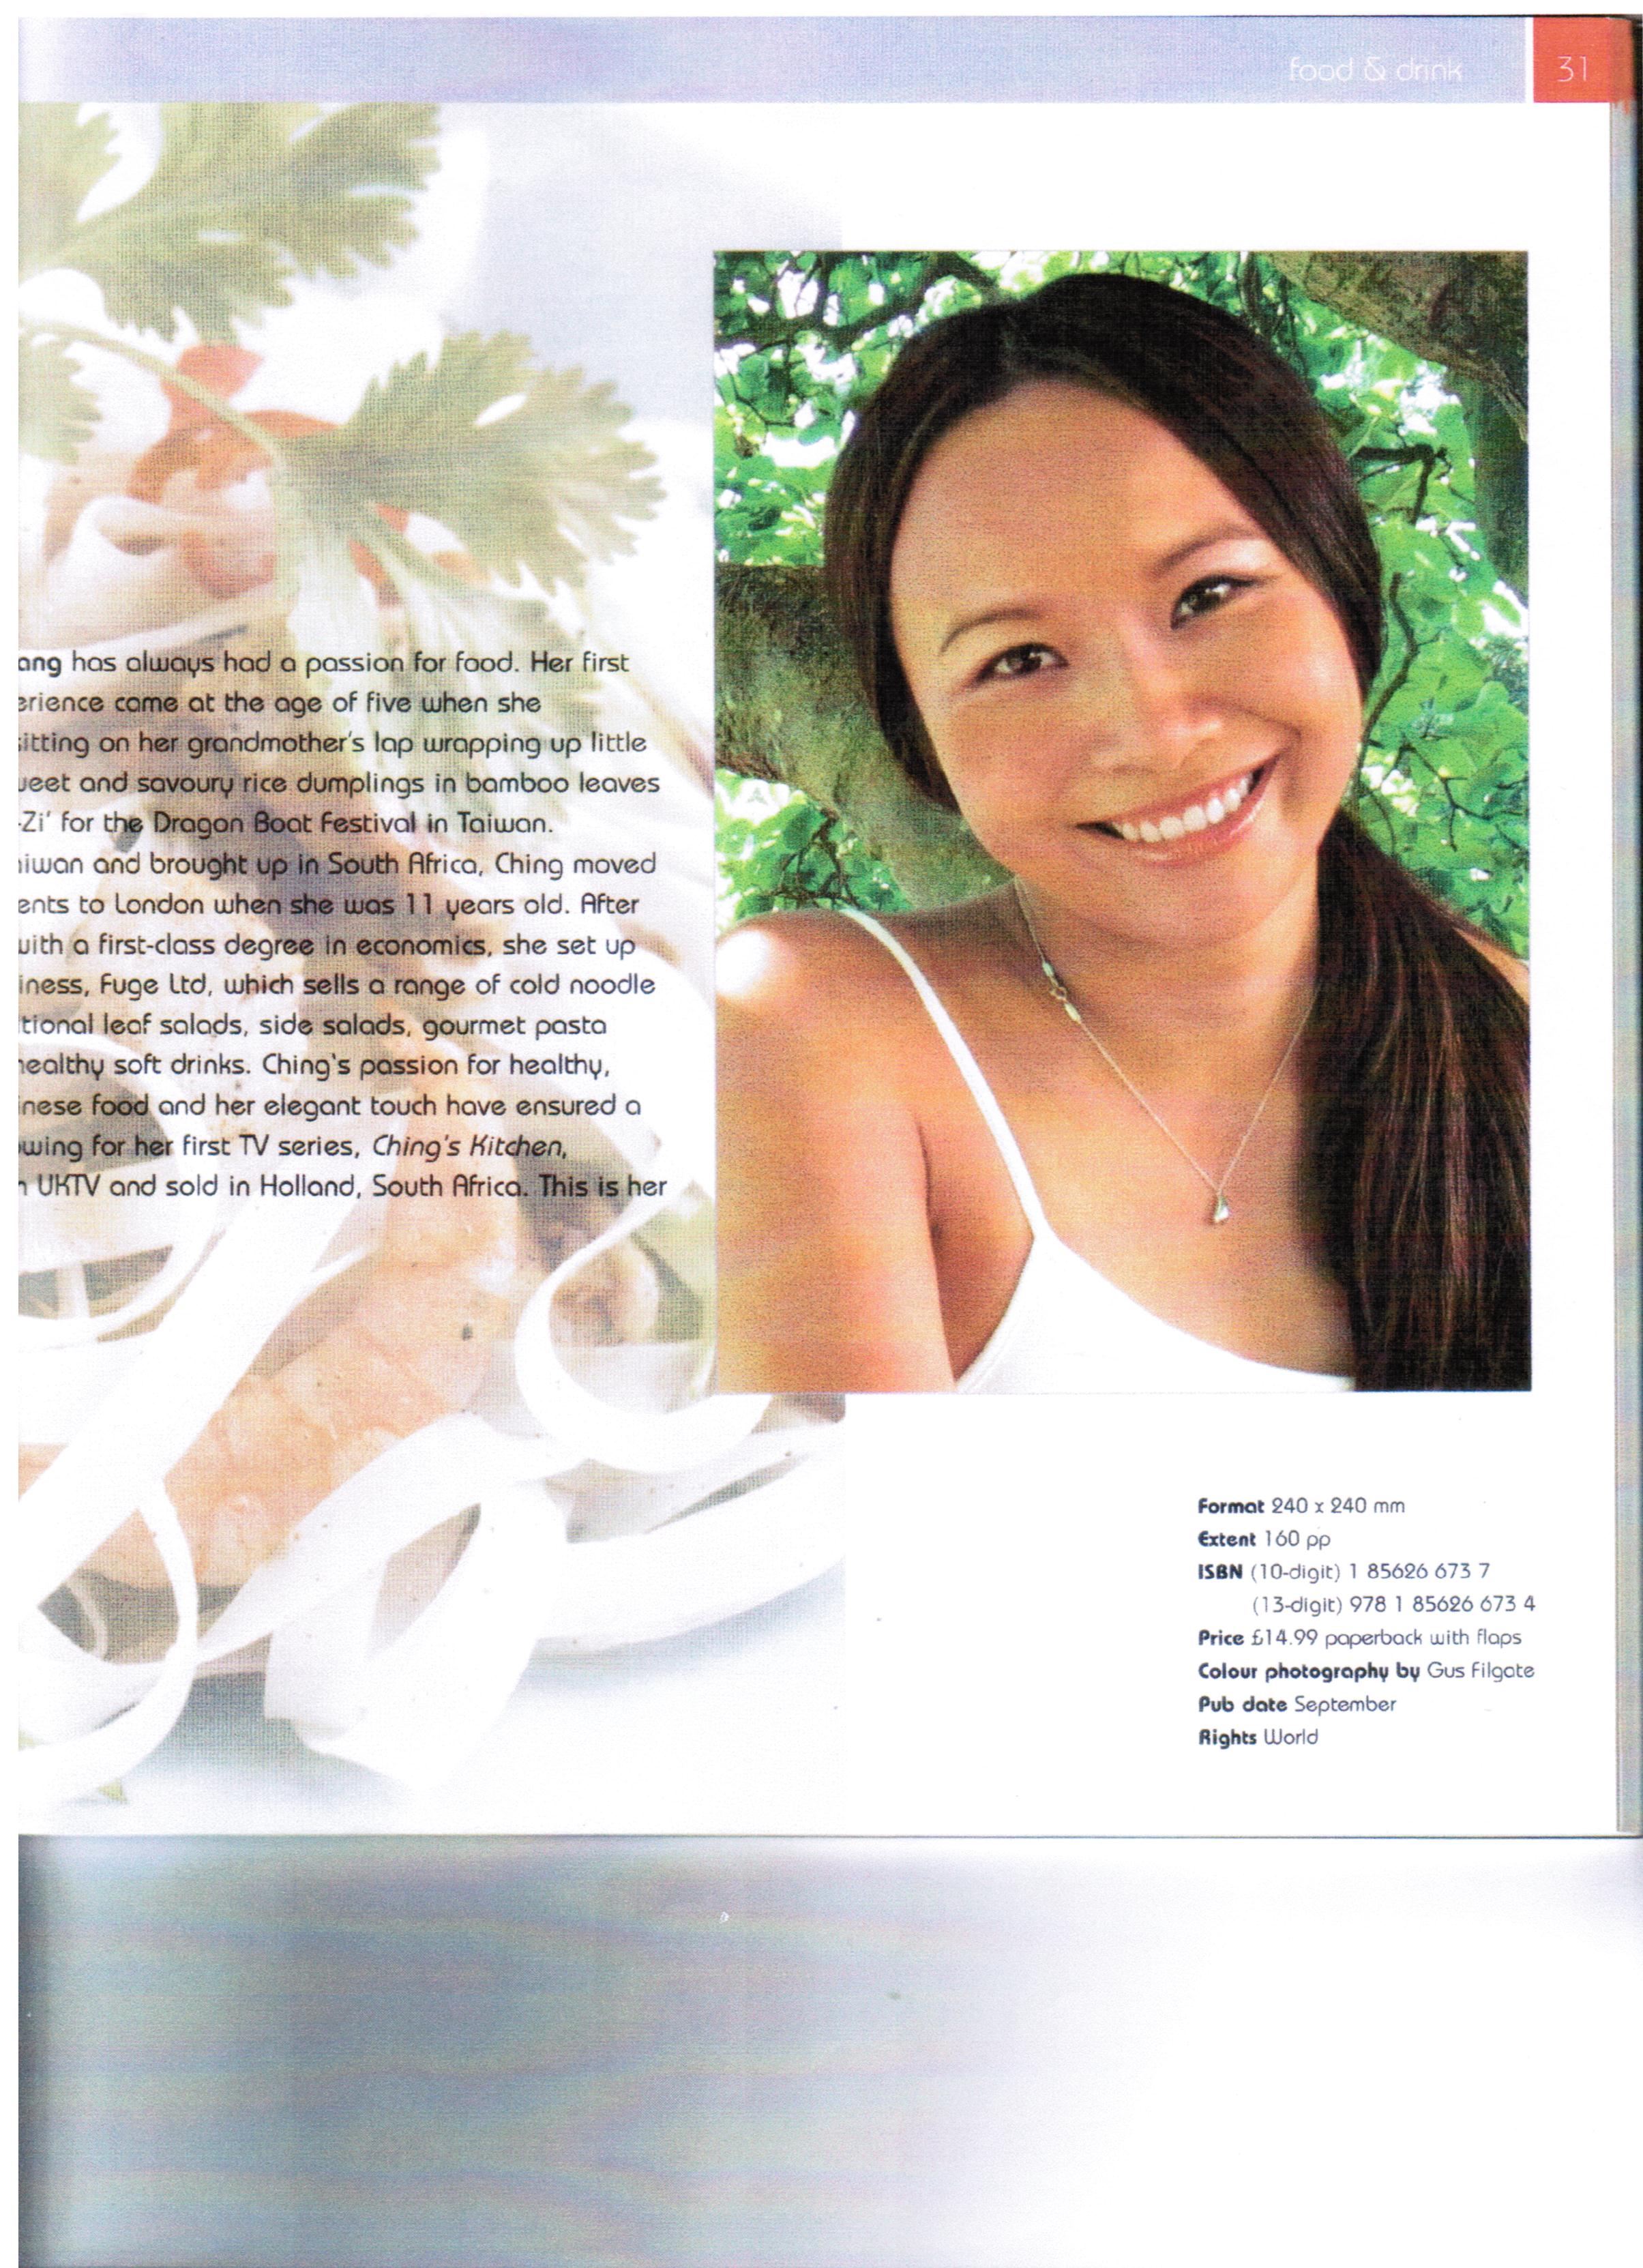 food & drink
31
ang has always had a passion for food. Her first
erience came at the age of five when she
itting on her grandmother's lap wrapping up little
weet and savoury rice dumplings in bamboo leaves
-Zi' for the Dragon Boat Festival in Taiwan.
aiwan and brought up in South Africa, Ching moved
ents to London when she was 11 years old. After
with a first-class degree in economics, she set up
iness, Fuge Ltd, which sells a range of cold noodle
tional leaf salads, side salads, gourmet pasta
healthy soft drinks. Ching's passion for healthy,
inese food and her elegant touch have ensured a
wing for her first TV series, Ching's Kitchen,
n UKTV and sold in Holland, South Africa. This is her
Format 240 x 240 mm
Extent 160 pp
ISBN (10-digit) 1 85626 673 7
(13-digit) 978 1 85626 673 4
Price £14.99 paperback with flaps
Colour photography by Gus Filgate
Pub date September
Rights World